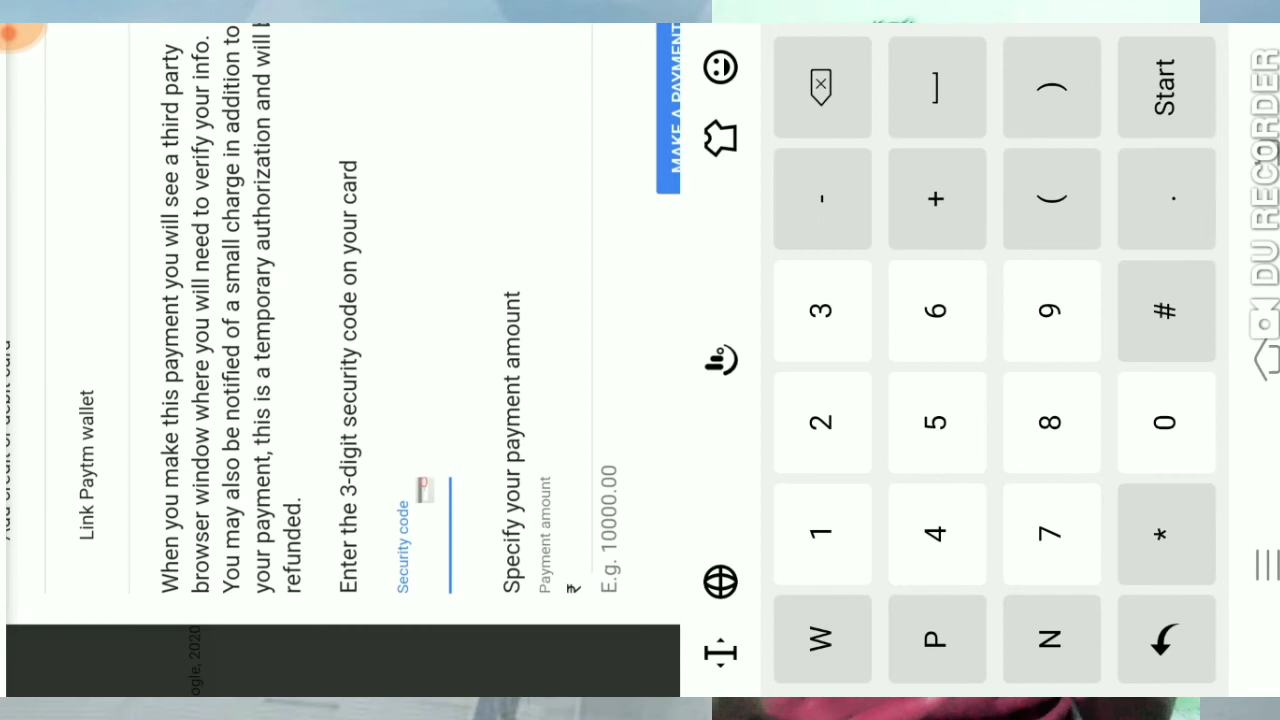 Link Paytm wallet
When you make this payment you will see a third party
browser window where you will need to verify your info.
You may also be notified of a small charge in addition to
your payment, this is a temporary authorization and will
refunded.
Enter the 3-digit security code on your card
Security code
Specify your payment amount
Payment amount
₹
E.g. 10000.00
MAKE A PAYMENT
ogle, 2020
W 1 2 3 -
P 4 5 6 +
N 7 8 9 ( )
* 0 # . Start
DU RECORDER